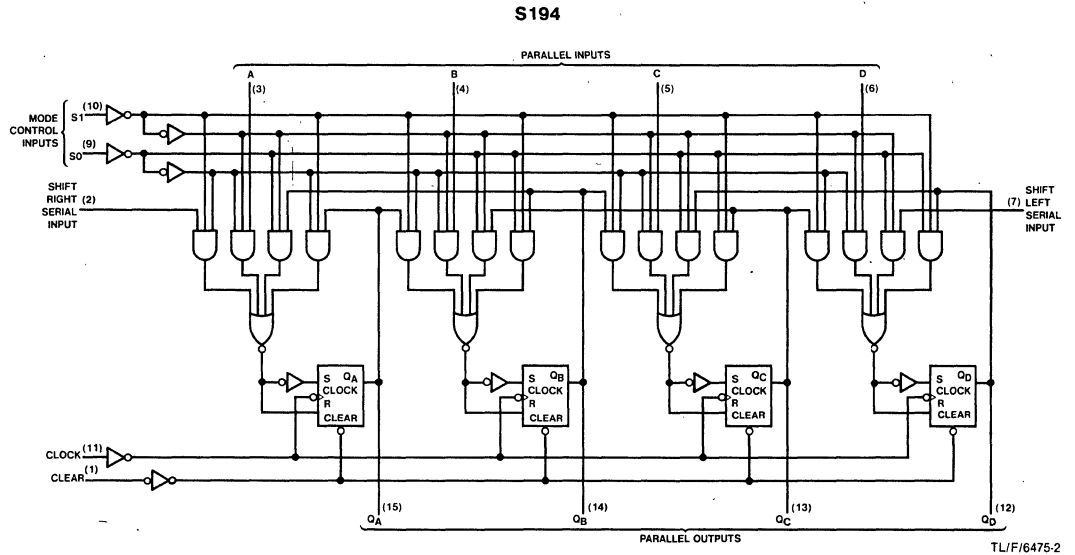 S194
PARALLEL INPUTS
A
B
C
D
(3)
(4)
(5)
(6)
MODE
CONTROL
INPUTS
S1
(10)
S0
(9)
SHIFT
RIGHT
SERIAL
INPUT
(2)
SHIFT
LEFT
SERIAL
INPUT
(7)
S QA
CLOCK
R
CLEAR
S QB
CLOCK
R
CLEAR
S QC
CLOCK
R
CLEAR
S QD
CLOCK
R
CLEAR
CLOCK (11)
CLEAR (1)
(15)
(14)
(13)
(12)
QA
QB
QC
QD
PARALLEL OUTPUTS
TL/F/6475-2